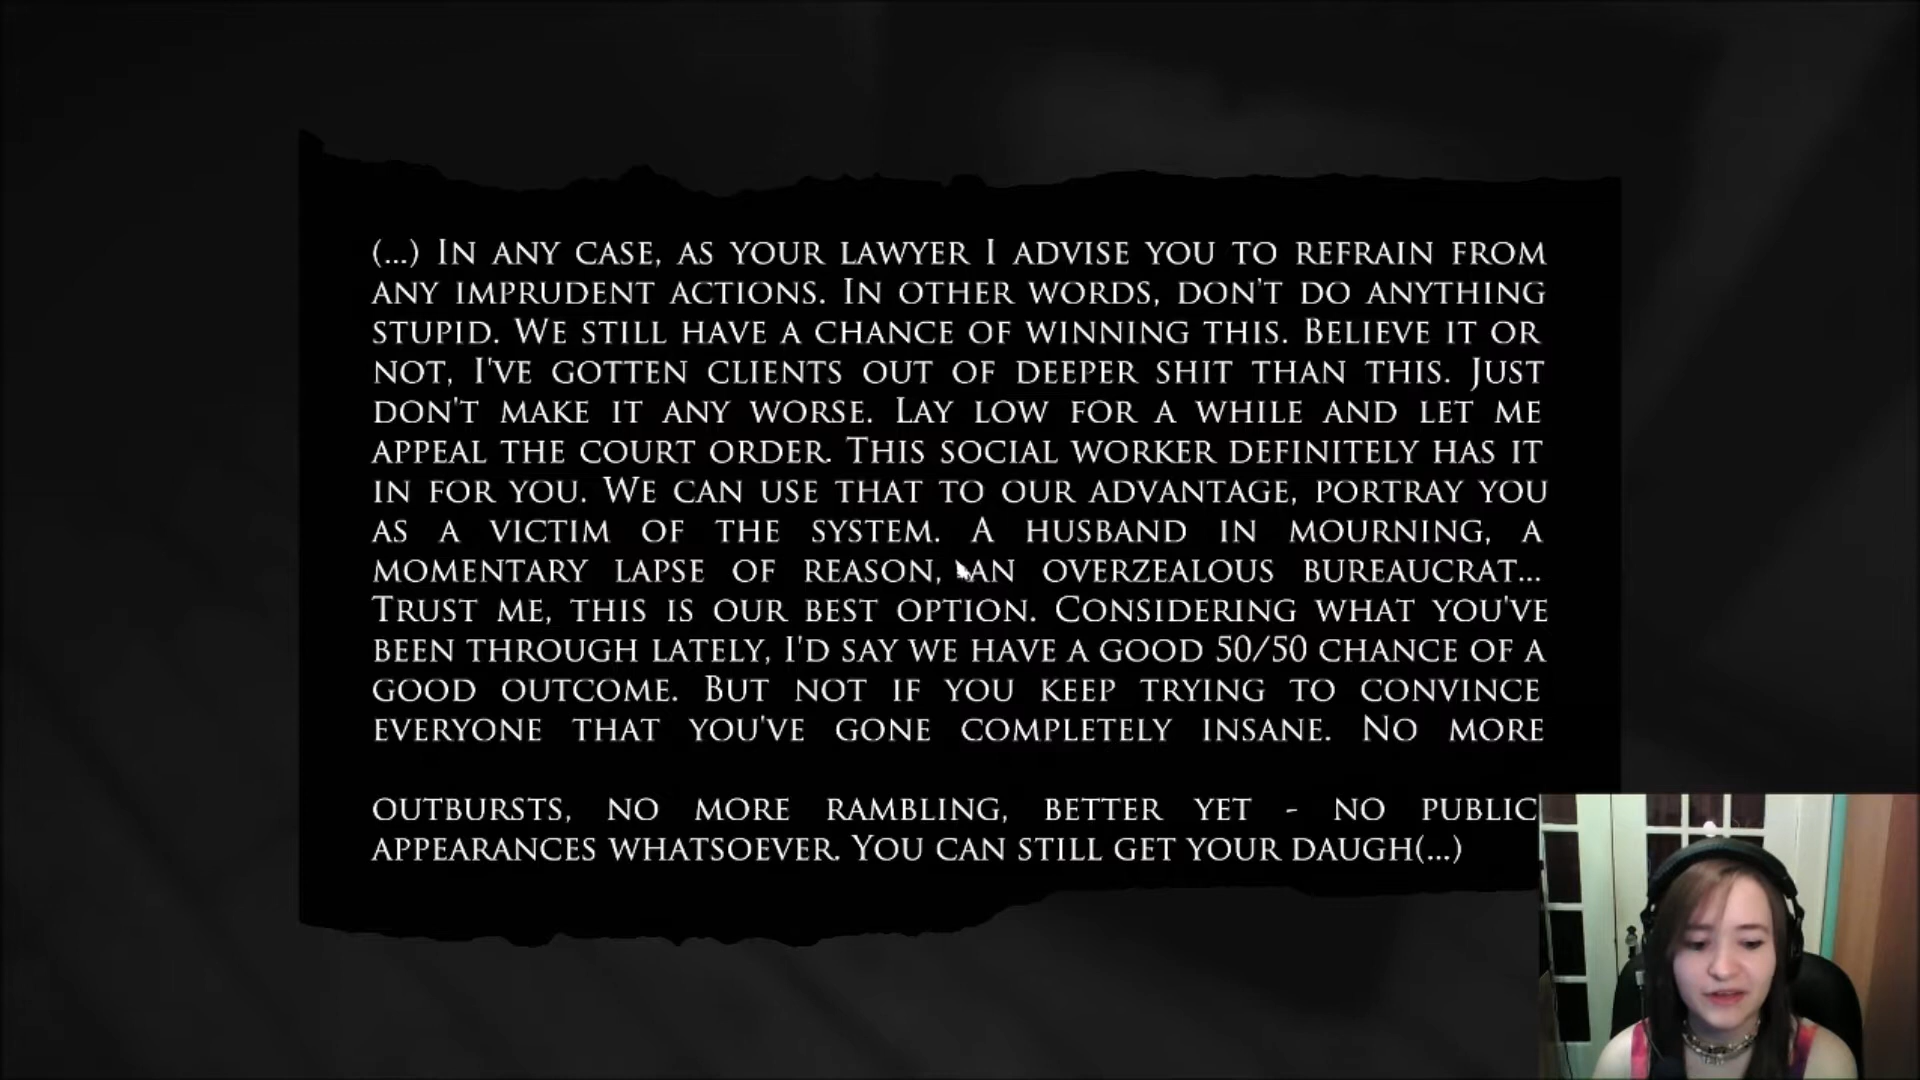 (...) In any case, as your lawyer I advise you to refrain from
any imprudent actions. In other words, don't do anything
stupid. We still have a chance of winning this. Believe it or
not, I've gotten clients out of deeper shit than this. Just
don't make it any worse. Lay low for a while and let me
appeal the court order. This social worker definitely has it
in for you. We can use that to our advantage, portray you
as a victim of the system. A husband in mourning, a
momentary lapse of reason, an overzealous bureaucrat...
Trust me, this is our best option. Considering what you've
been through lately, I'd say we have a good 50/50 chance of a
good outcome. But not if you keep trying to convince
everyone that you've gone completely insane. No more
outbursts, no more rambling, better yet - no public
appearances whatsoever. You can still get your daugh(...)